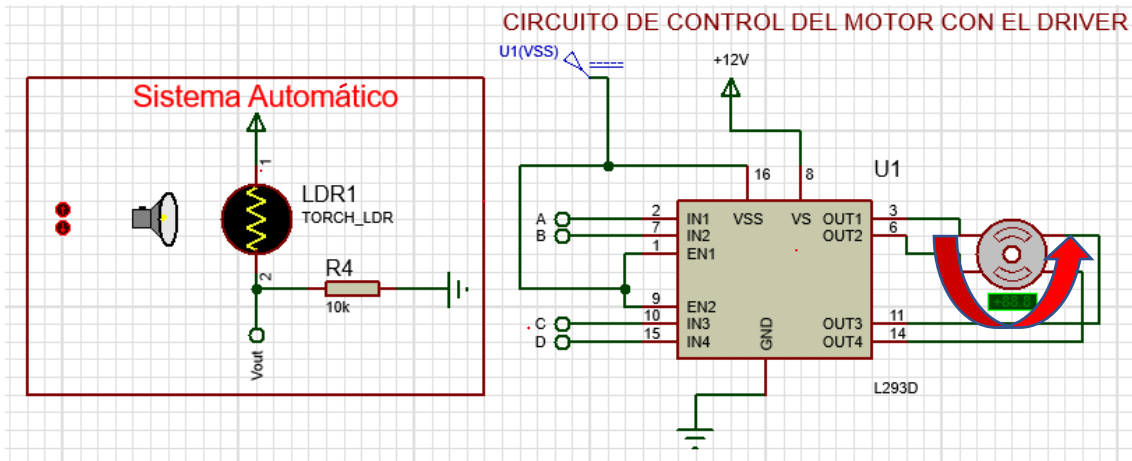 CIRCUITO DE CONTROL DEL MOTOR CON EL DRIVER
U1(VSS)
+12V
Sistema Automático
1
LDR1
TORCH_LDR
2
R4
10k
Vout
16
8
U1
A
2
IN1
VSS
VS
OUT1
3
B
7
IN2
OUT2
6
1
EN1
9
EN2
C
10
IN3
OUT3
11
D
15
IN4
GND
OUT4
14
+88.8
L293D